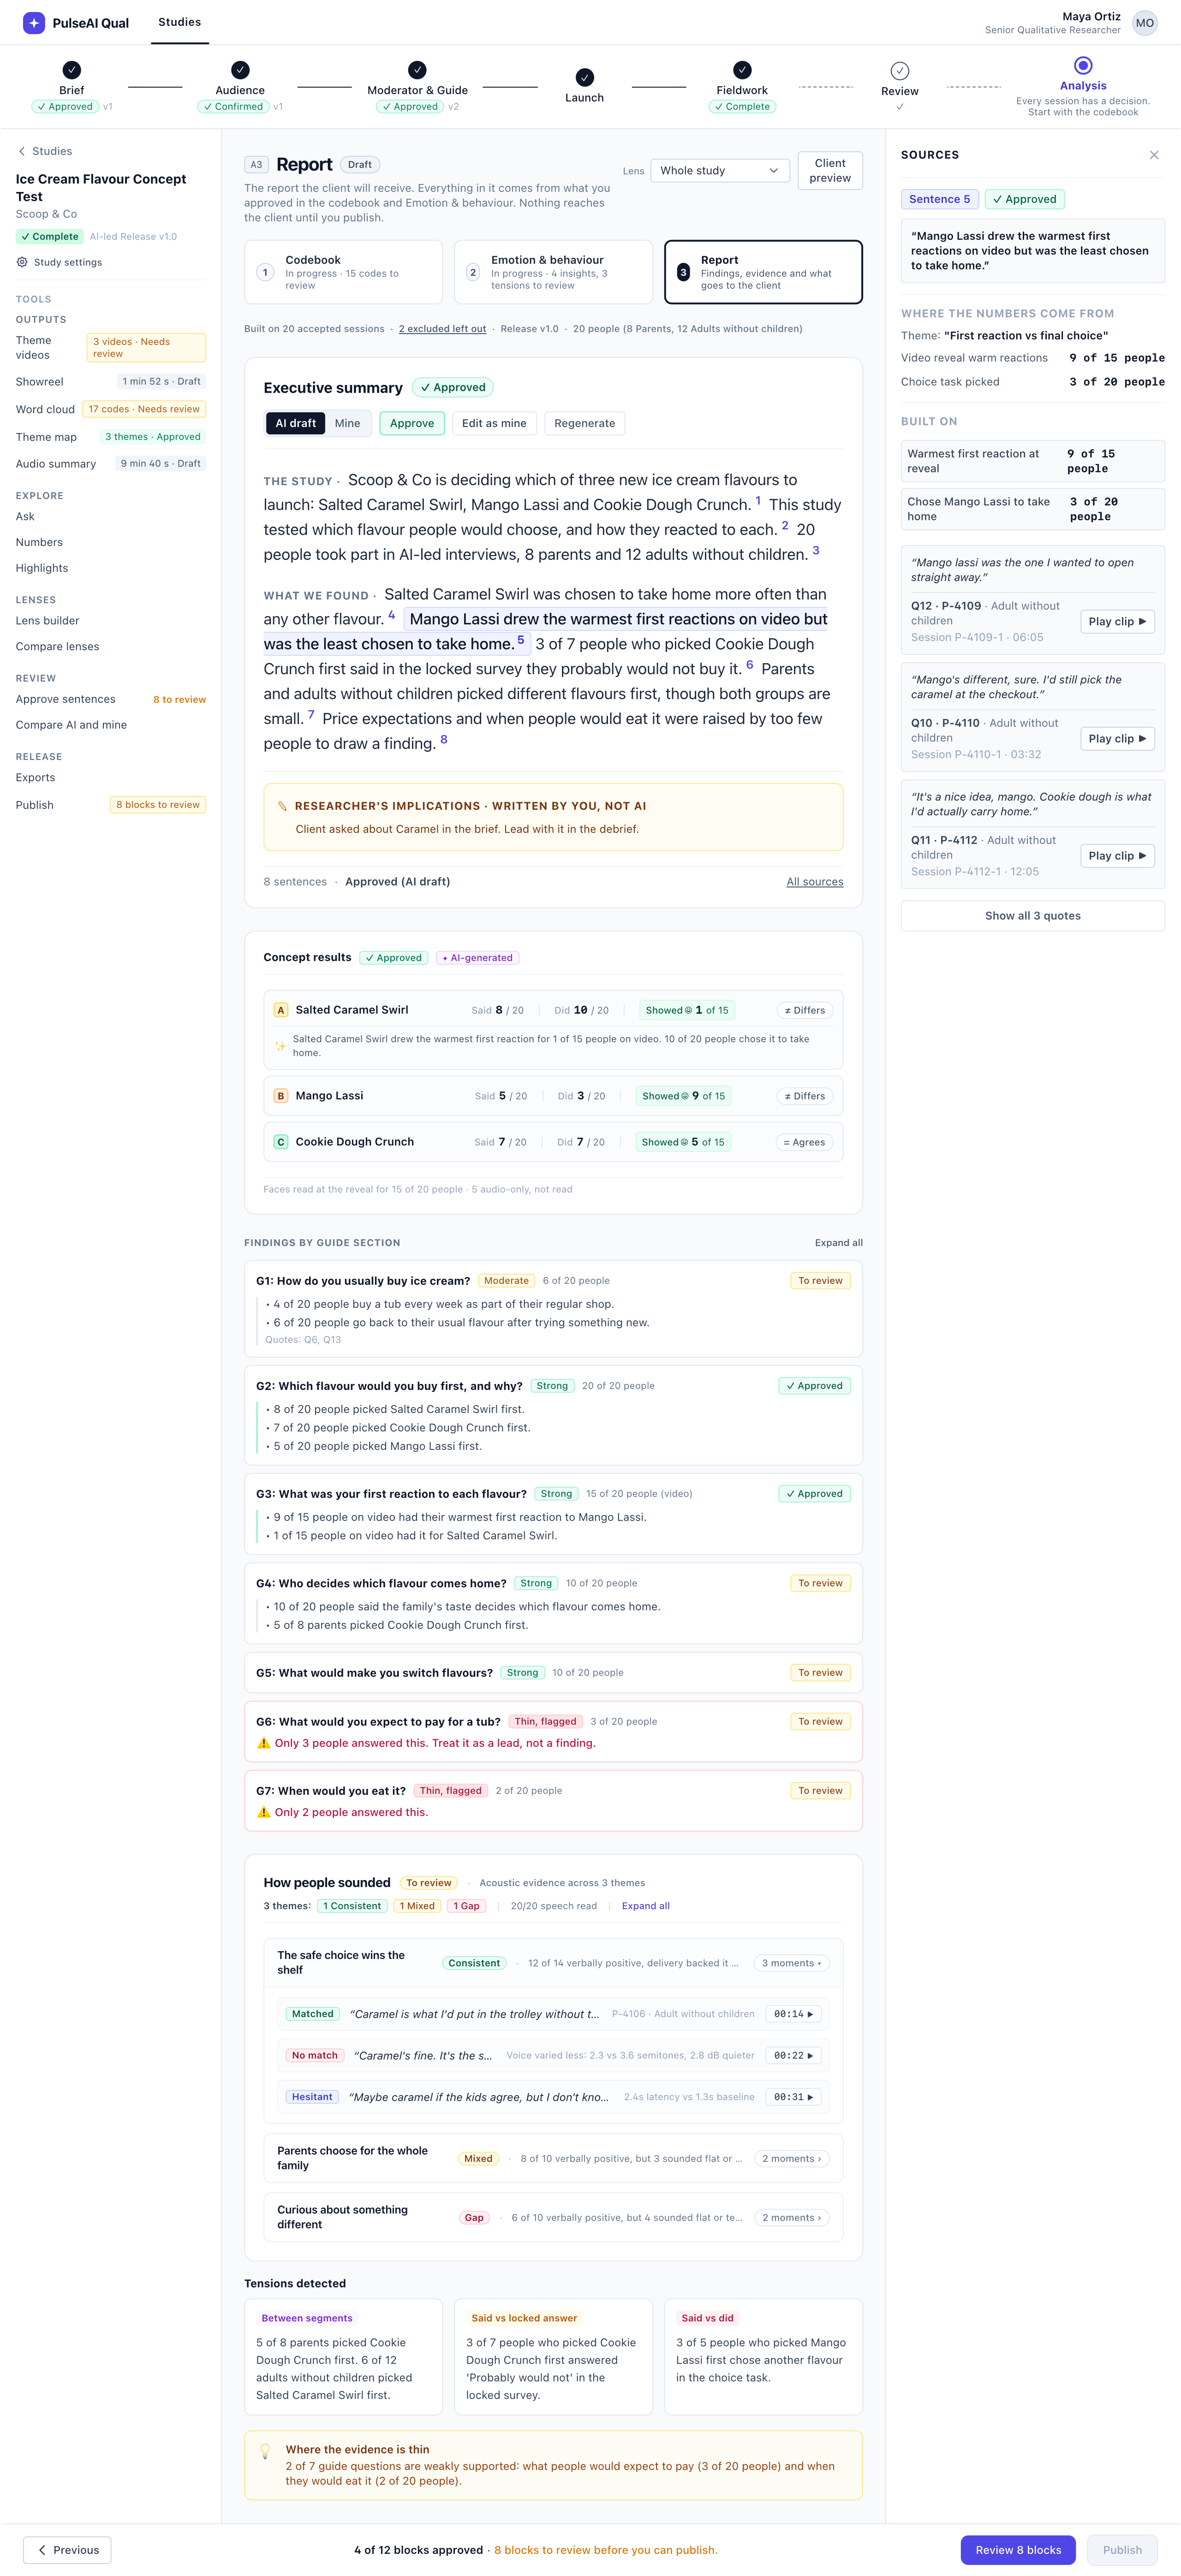 PulseAI Qual
Studies
Maya Ortiz
Senior Qualitative Researcher
MO
Brief
✓ Approved v1
Audience
✓ Confirmed v1
Moderator & Guide
✓ Approved v2
Launch
Fieldwork
✓ Complete
Review
✓
Analysis
Every session has a decision.
Start with the codebook
Studies
Ice Cream Flavour Concept
Test
Scoop & Co
✓ Complete AI-led Release v1.0
Study settings
TOOLS
OUTPUTS
Theme
videos
3 videos · Needs
review
Showreel 1 min 52 s · Draft
Word cloud 17 codes · Needs review
Theme map 3 themes · Approved
Audio summary 9 min 40 s · Draft
EXPLORE
Ask
Numbers
Highlights
LENSES
Lens builder
Compare lenses
REVIEW
Approve sentences 8 to review
Compare AI and mine
RELEASE
Exports
Publish 8 blocks to review
A3 Report Draft
The report the client will receive. Everything in it comes from what you
approved in the codebook and Emotion & behaviour. Nothing reaches
the client until you publish.
Lens Whole study
Client
preview
1
Codebook
In progress · 15 codes to
review
2
Emotion & behaviour
In progress · 4 insights, 3
tensions to review
3
Report
Findings, evidence and what
goes to the client
Built on 20 accepted sessions · 2 excluded left out · Release v1.0 · 20 people (8 Parents, 12 Adults without children)
Executive summary ✓ Approved
AI draft Mine Approve Edit as mine Regenerate
THE STUDY · Scoop & Co is deciding which of three new ice cream flavours to
launch: Salted Caramel Swirl, Mango Lassi and Cookie Dough Crunch. 1 This study
tested which flavour people would choose, and how they reacted to each. 2 20
people took part in AI-led interviews, 8 parents and 12 adults without children. 3
WHAT WE FOUND · Salted Caramel Swirl was chosen to take home more often than
any other flavour. 4 Mango Lassi drew the warmest first reactions on video but
was the least chosen to take home. 5 3 of 7 people who picked Cookie Dough
Crunch first said in the locked survey they probably would not buy it. 6 Parents
and adults without children picked different flavours first, though both groups are
small. 7 Price expectations and when people would eat it were raised by too few
people to draw a finding. 8
RESEARCHER'S IMPLICATIONS · WRITTEN BY YOU, NOT AI
Client asked about Caramel in the brief. Lead with it in the debrief.
8 sentences · Approved (AI draft) All sources
Concept results ✓ Approved ✦ AI-generated
A Salted Caramel Swirl Said 8 / 20 Did 10 / 20 Showed 1 of 15 ≠ Differs
Salted Caramel Swirl drew the warmest first reaction for 1 of 15 people on video. 10 of 20 people chose it to take
home.
B Mango Lassi Said 5 / 20 Did 3 / 20 Showed 9 of 15 ≠ Differs
C Cookie Dough Crunch Said 7 / 20 Did 7 / 20 Showed 5 of 15 = Agrees
Faces read at the reveal for 15 of 20 people · 5 audio-only, not read
FINDINGS BY GUIDE SECTION Expand all
G1: How do you usually buy ice cream? Moderate 6 of 20 people To review
• 4 of 20 people buy a tub every week as part of their regular shop.
• 6 of 20 people go back to their usual flavour after trying something new.
Quotes: Q6, Q13
G2: Which flavour would you buy first, and why? Strong 20 of 20 people ✓ Approved
• 8 of 20 people picked Salted Caramel Swirl first.
• 7 of 20 people picked Cookie Dough Crunch first.
• 5 of 20 people picked Mango Lassi first.
G3: What was your first reaction to each flavour? Strong 15 of 20 people (video) ✓ Approved
• 9 of 15 people on video had their warmest first reaction to Mango Lassi.
• 1 of 15 people on video had it for Salted Caramel Swirl.
G4: Who decides which flavour comes home? Strong 10 of 20 people To review
• 10 of 20 people said the family's taste decides which flavour comes home.
• 5 of 8 parents picked Cookie Dough Crunch first.
G5: What would make you switch flavours? Strong 10 of 20 people To review
G6: What would you expect to pay for a tub? Thin, flagged 3 of 20 people To review
Only 3 people answered this. Treat it as a lead, not a finding.
G7: When would you eat it? Thin, flagged 2 of 20 people To review
Only 2 people answered this.
How people sounded To review · Acoustic evidence across 3 themes
3 themes: 1 Consistent 1 Mixed 1 Gap | 20/20 speech read | Expand all
The safe choice wins the
shelf
Consistent · 12 of 14 verbally positive, delivery backed it ... 3 moments ▾
Matched “Caramel is what I'd put in the trolley without t... P-4106 · Adult without children 00:14 ▶
No match “Caramel's fine. It's the s... Voice varied less: 2.3 vs 3.6 semitones, 2.8 dB quieter 00:22 ▶
Hesitant “Maybe caramel if the kids agree, but I don't kno... 2.4s latency vs 1.3s baseline 00:31 ▶
Parents choose for the whole
family
Mixed · 8 of 10 verbally positive, but 3 sounded flat or ... 2 moments ›
Curious about something
different
Gap · 6 of 10 verbally positive, but 4 sounded flat or te... 2 moments ›
Tensions detected
Between segments
5 of 8 parents picked Cookie
Dough Crunch first. 6 of 12
adults without children picked
Salted Caramel Swirl first.
Said vs locked answer
3 of 7 people who picked Cookie
Dough Crunch first answered
'Probably would not' in the
locked survey.
Said vs did
3 of 5 people who picked Mango
Lassi first chose another flavour
in the choice task.
Where the evidence is thin
2 of 7 guide questions are weakly supported: what people would expect to pay (3 of 20 people) and when
they would eat it (2 of 20 people).
SOURCES
Sentence 5 ✓ Approved
“Mango Lassi drew the warmest first
reactions on video but was the least chosen
to take home.”
WHERE THE NUMBERS COME FROM
Theme: "First reaction vs final choice"
Video reveal warm reactions 9 of 15 people
Choice task picked 3 of 20 people
BUILT ON
Warmest first reaction at
reveal
9 of 15
people
Chose Mango Lassi to take
home
3 of 20
people
“Mango lassi was the one I wanted to open
straight away.”
Q12 · P-4109 · Adult without
children
Session P-4109-1 · 06:05
Play clip ▶
“Mango's different, sure. I'd still pick the
caramel at the checkout.”
Q10 · P-4110 · Adult without
children
Session P-4110-1 · 03:32
Play clip ▶
“It's a nice idea, mango. Cookie dough is what
I'd actually carry home.”
Q11 · P-4112 · Adult without
children
Session P-4112-1 · 12:05
Play clip ▶
Show all 3 quotes
Previous
4 of 12 blocks approved · 8 blocks to review before you can publish.
Review 8 blocks
Publish